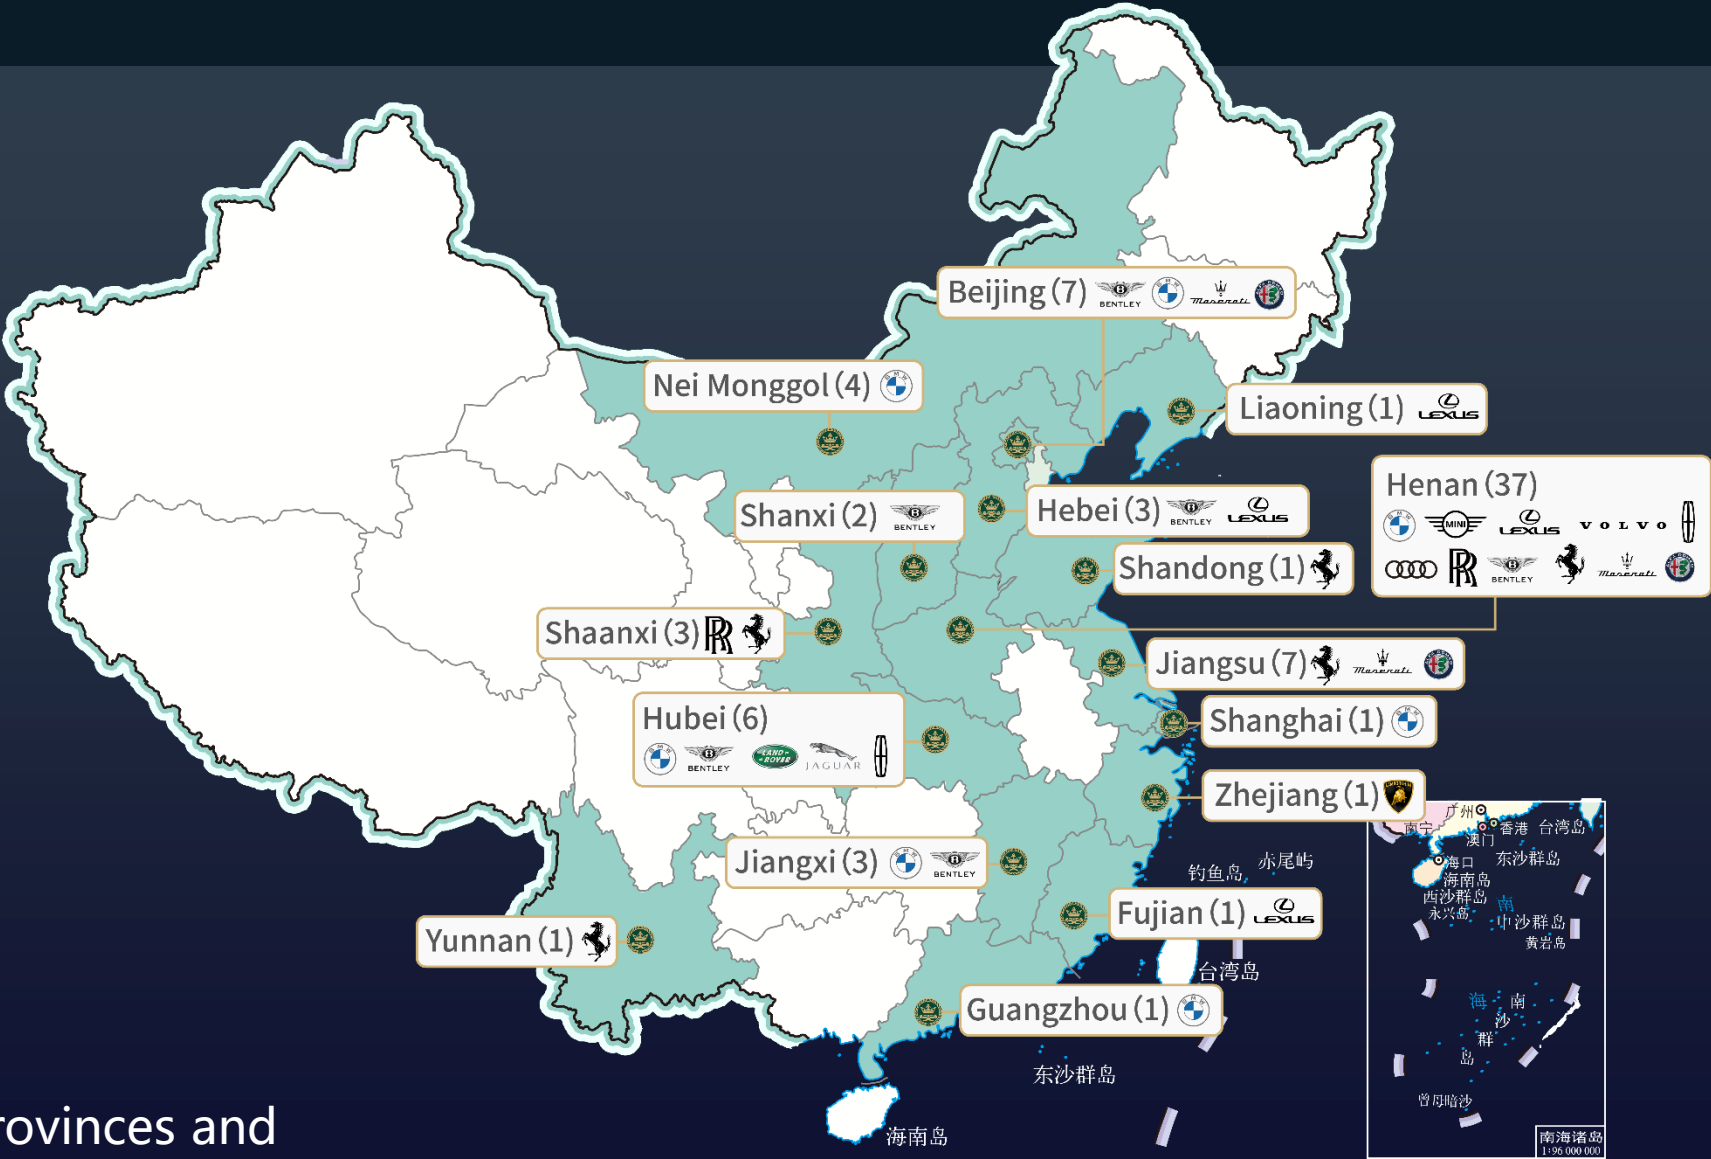 Beijing (7) BENTLEY Maserati
Nei Monggol (4)
Liaoning (1) LEXUS
Henan (37)
MINI LEXUS VOLVO
BENTLEY Maserati
Shanxi (2) BENTLEY
Hebei (3) BENTLEY LEXUS
Shandong (1)
Shaanxi (3) RR
Jiangsu (7) Maserati
Hubei (6)
BENTLEY LAND ROVER JAGUAR
Shanghai (1)
Zhejiang (1)
Jiangxi (3) BENTLEY
Fujian (1) LEXUS
Yunnan (1)
Guangzhou (1)
钓鱼岛
赤尾屿
台湾岛
东沙群岛
海南岛
广州
南宁
香港
台湾岛
澳门
东沙群岛
海口
海南岛
西沙群岛
永兴岛
南
中沙群岛
黄岩岛
海
南
沙
群
岛
曾母暗沙
南海诸岛
1:96 000 000
rovinces and